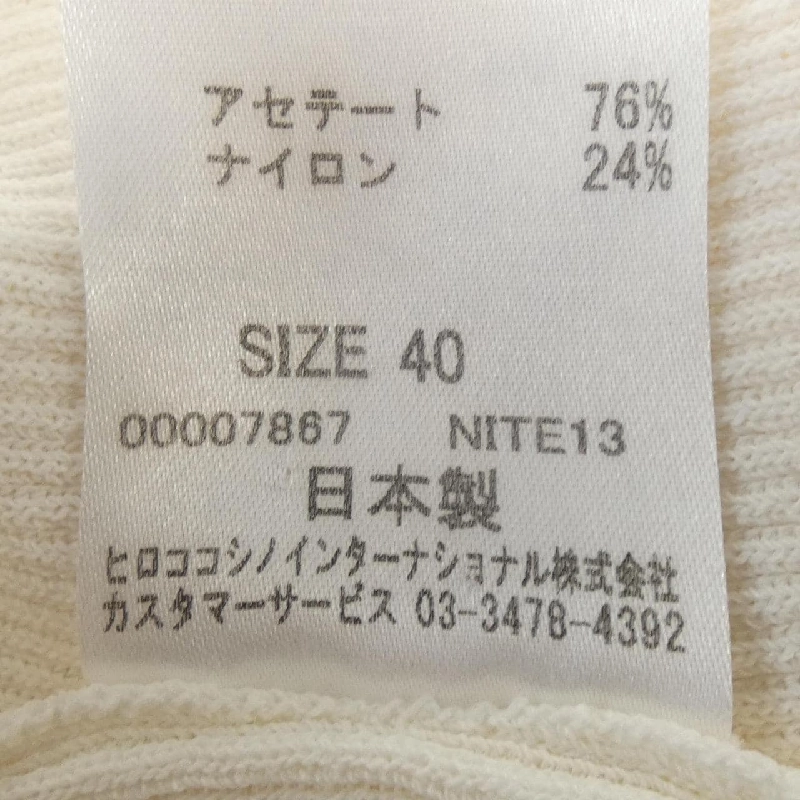 アセテート 76%
ナイロン 24%
SIZE 40
00007867 NITE13
日本製
ヒロココシノインターナショナル株式会社
カスタマーサービス 03-3478-4392